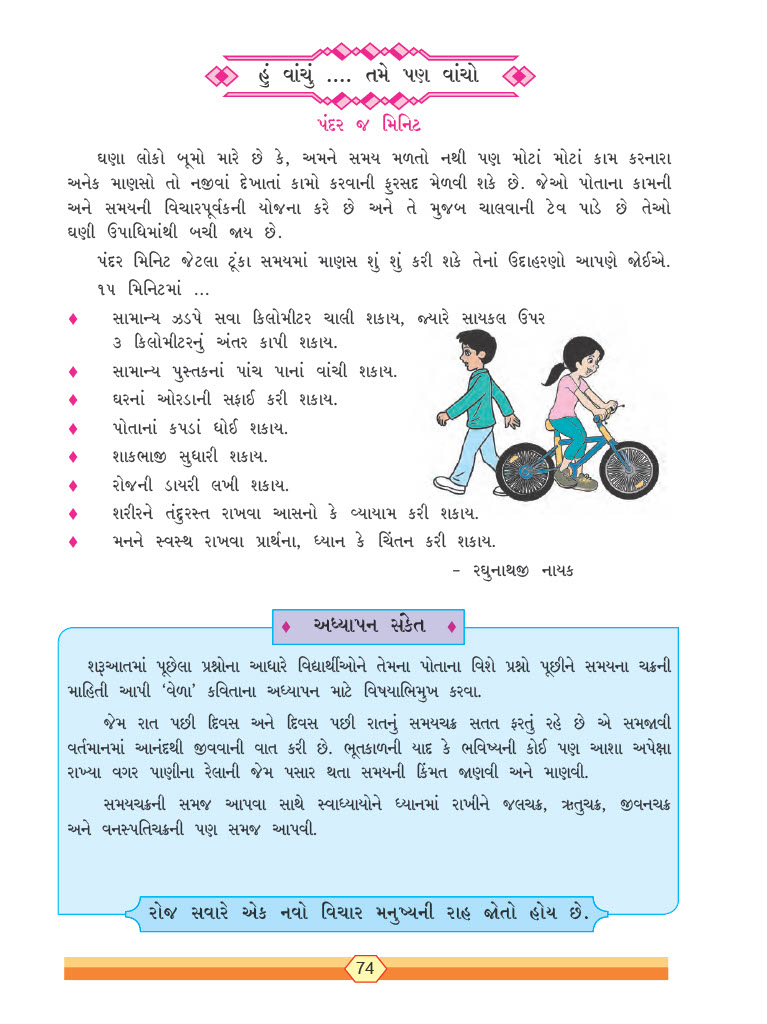 હું વાંચું .... તમે પણ વાંચો
પંદર જ મિનિટ
ઘણા લોકો બૂમો મારે છે કે, અમને સમય મળતો નથી પણ મોટાં મોટાં કામ કરનારા
અનેક માણસો તો નજીવાં દેખાતાં કામો કરવાની ફુરસદ મેળવી શકે છે. જેઓ પોતાના કામની
અને સમયની વિચારપૂર્વકની યોજના કરે છે અને તે મુજબ ચાલવાની ટેવ પાડે છે તેઓ
ઘણી ઉપાધિમાંથી બચી જાય છે.
પંદર મિનિટ જેટલા ટૂંકા સમયમાં માણસ શું શું કરી શકે તેનાં ઉદાહરણો આપણે જોઈએ.
૧૫ મિનિટમાં ...
♦ સામાન્ય ઝડપે સવા કિલોમીટર ચાલી શકાય, જ્યારે સાયકલ ઉપર
૩ કિલોમીટરનું અંતર કાપી શકાય.
♦ સામાન્ય પુસ્તકનાં પાંચ પાનાં વાંચી શકાય.
♦ ઘરનાં ઓરડાની સફાઈ કરી શકાય.
♦ પોતાનાં કપડાં ધોઈ શકાય.
♦ શાકભાજી સુધારી શકાય.
♦ રોજની ડાયરી લખી શકાય.
♦ શરીરને તંદુરસ્ત રાખવા આસનો કે વ્યાયામ કરી શકાય.
♦ મનને સ્વસ્થ રાખવા પ્રાર્થના, ધ્યાન કે ચિંતન કરી શકાય.
– રઘુનાથજી નાયક
♦ અધ્યાપન સંકેત ♦
શરૂઆતમાં પૂછેલા પ્રશ્નોના આધારે વિદ્યાર્થીઓને તેમના પોતાના વિશે પ્રશ્નો પૂછીને સમયના ચક્રની
માહિતી આપી ‘વેળા’ કવિતાના અધ્યાપન માટે વિષયાભિમુખ કરવા.
જેમ રાત પછી દિવસ અને દિવસ પછી રાતનું સમયચક્ર સતત ફરતું રહે છે એ સમજાવી
વર્તમાનમાં આનંદથી જીવવાની વાત કરી છે. ભૂતકાળની યાદ કે ભવિષ્યની કોઈ પણ આશા અપેક્ષા
રાખ્યા વગર પાણીના રેલાની જેમ પસાર થતા સમયની કિંમત જાણવી અને માણવી.
સમયચક્રની સમજ આપવા સાથે સ્વાધ્યાયોને ધ્યાનમાં રાખીને જલચક્ર, ઋતુચક્ર, જીવનચક્ર
અને વનસ્પતિચક્રની પણ સમજ આપવી.
રોજ સવારે એક નવો વિચાર મનુષ્યની રાહ જોતો હોય છે.
74